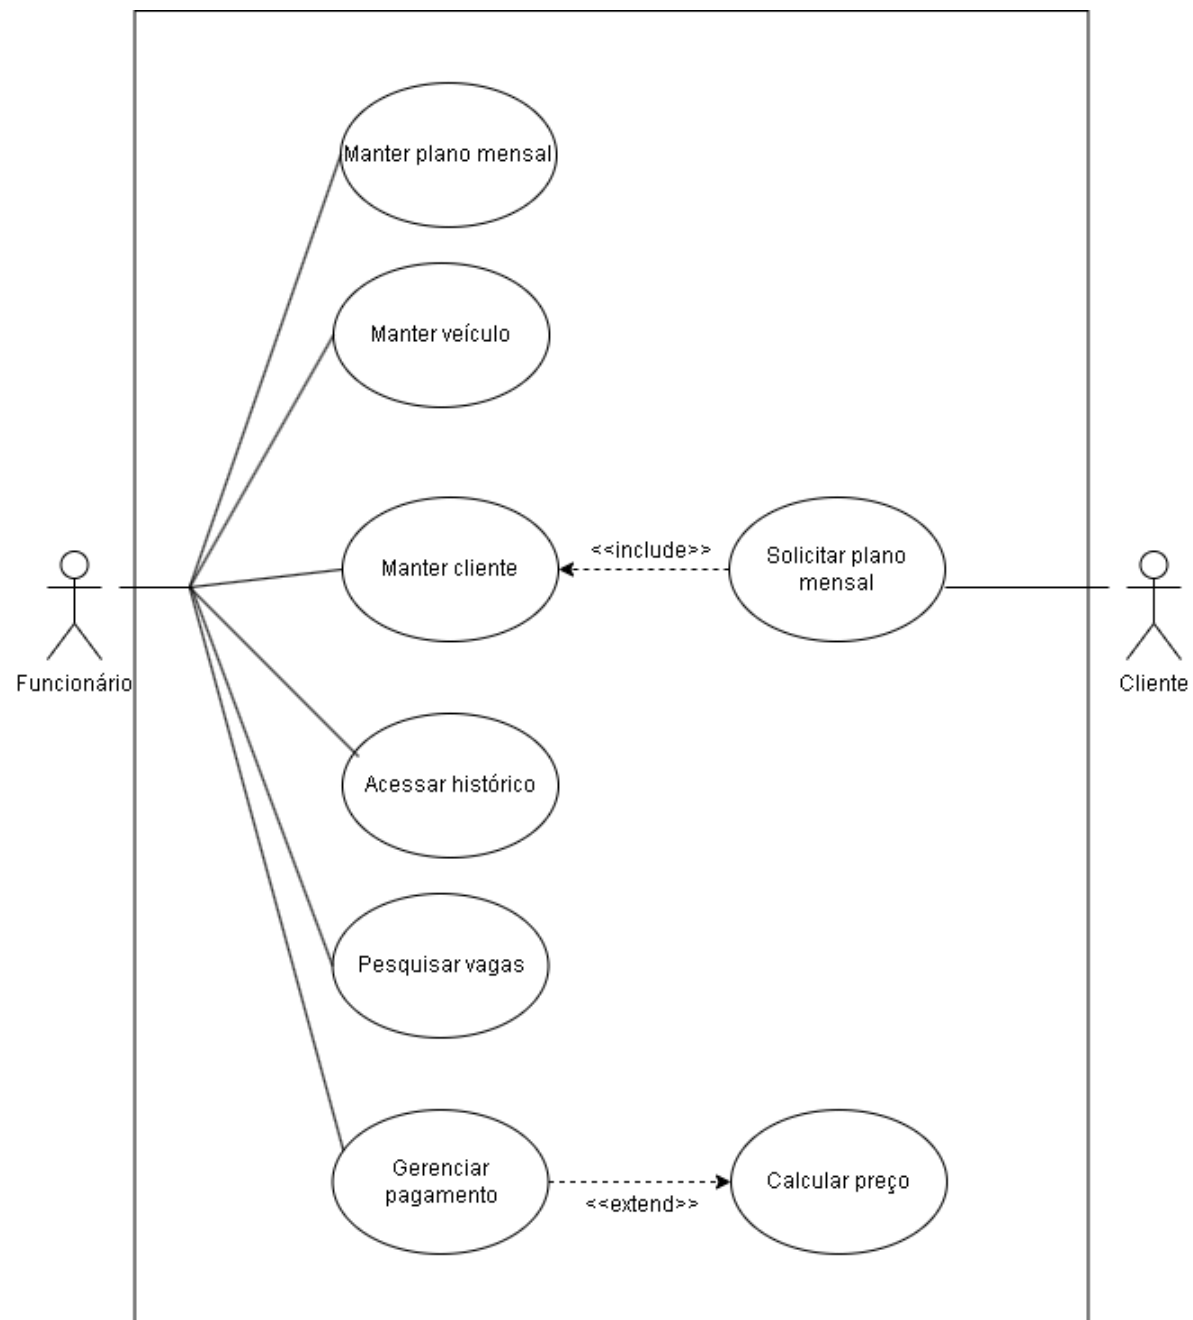 Manter plano mensal
Manter veículo
Manter cliente
<<include>>
Solicitar plano
mensal
Funcionário
Cliente
Acessar histórico
Pesquisar vagas
Gerenciar
pagamento
<<extend>>
Calcular preço